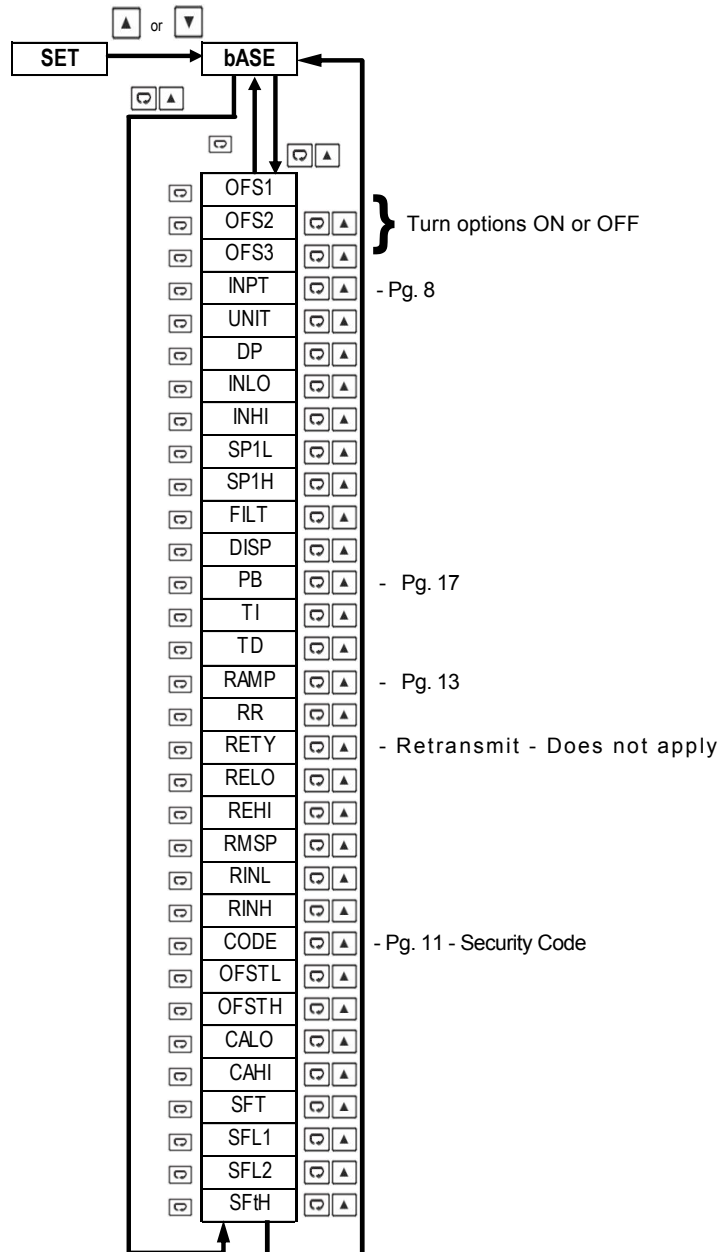 or
SET bASE
OFS1
OFS2 } Turn options ON or OFF
OFS3
INPT - Pg. 8
UNIT
DP
INLO
INHI
SP1L
SP1H
FILT
DISP
PB - Pg. 17
TI
TD
RAMP - Pg. 13
RR
RETY - Retransmit - Does not apply
RELO
REHI
RMSP
RINL
RINH
CODE - Pg. 11 - Security Code
OFSTL
OFSTH
CALO
CAHI
SFT
SFL1
SFL2
SFtH